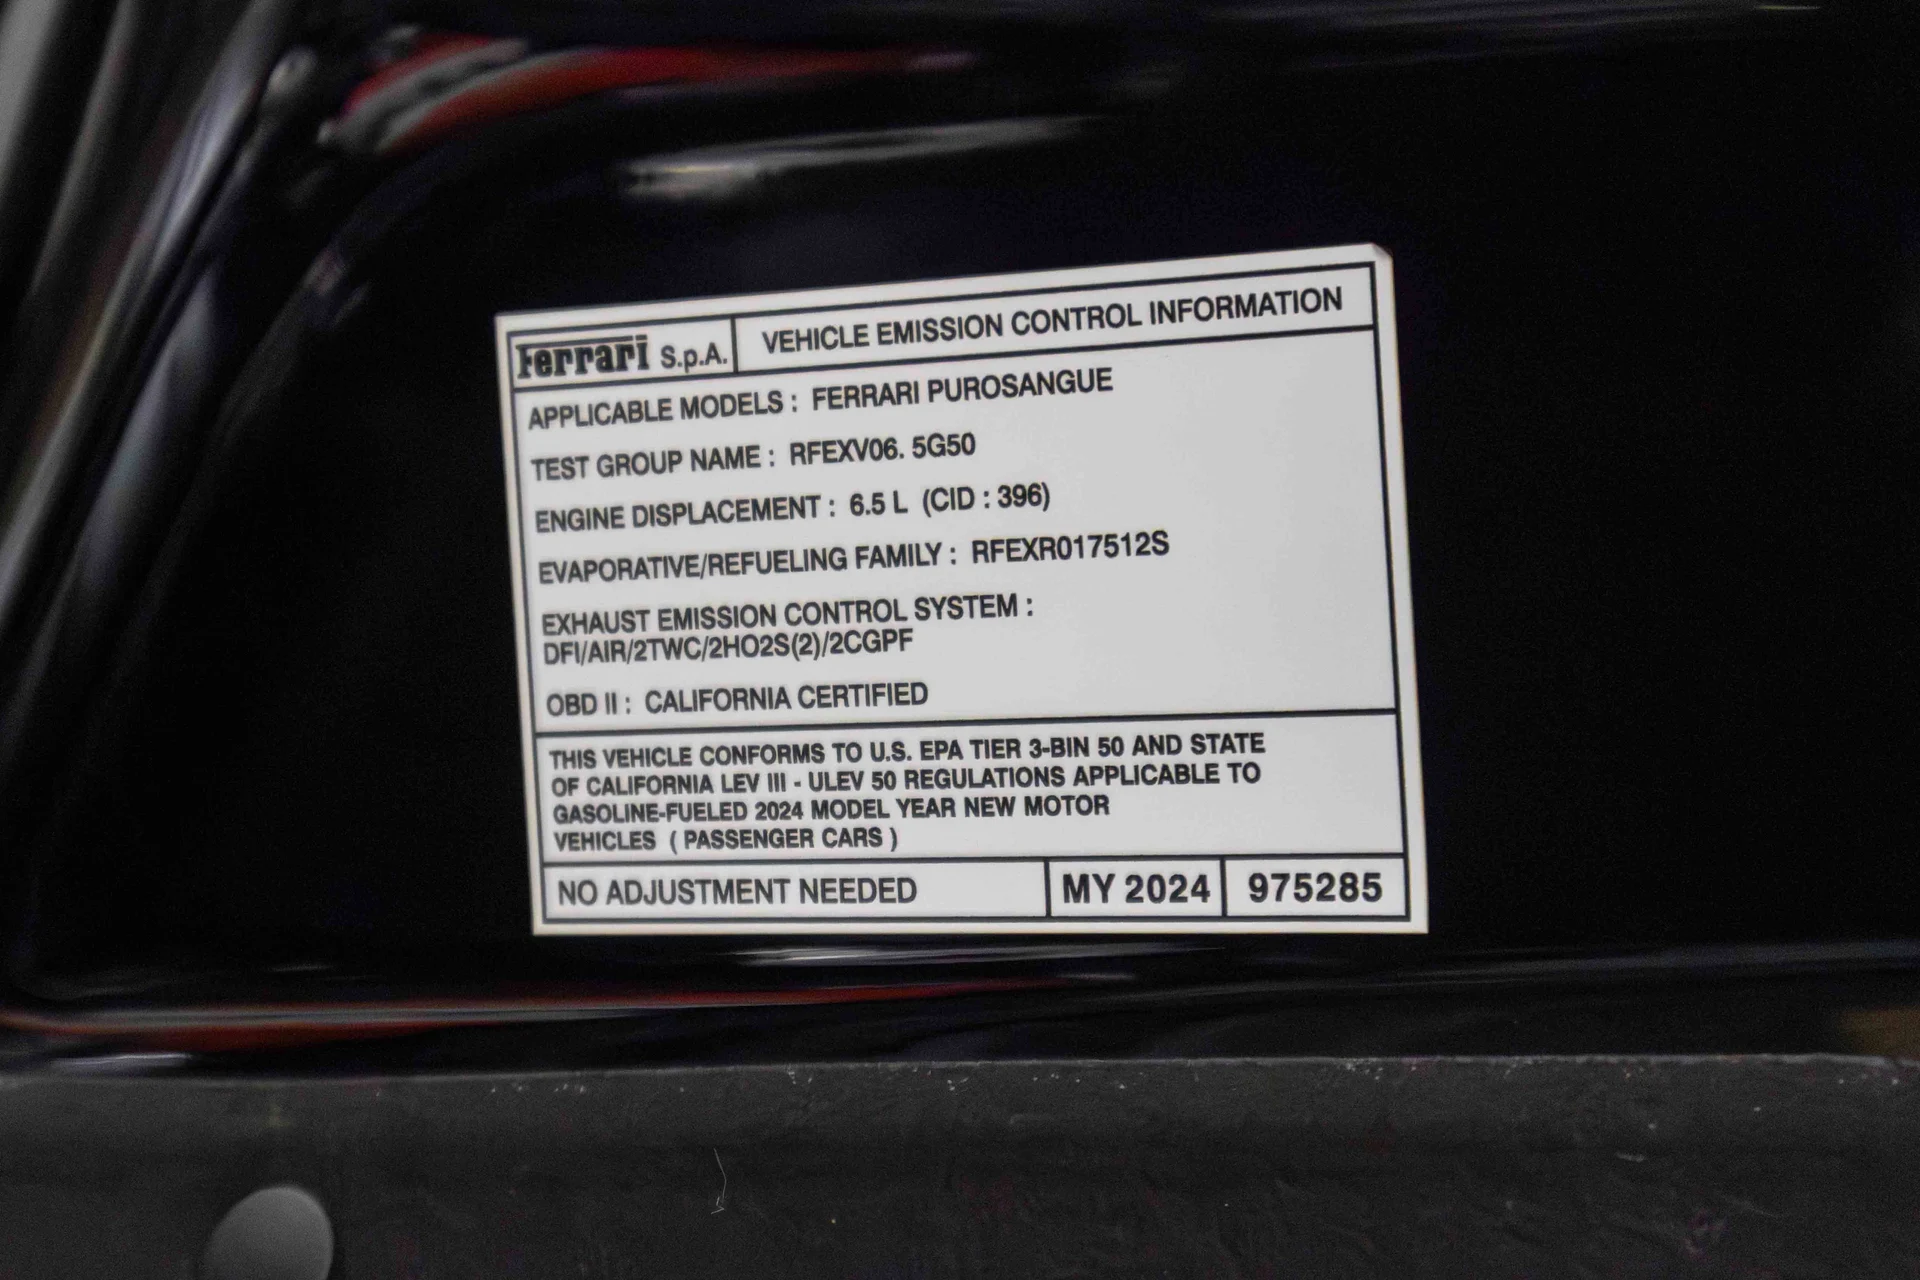 Ferrari S.p.A. VEHICLE EMISSION CONTROL INFORMATION
APPLICABLE MODELS : FERRARI PUROSANGUE
TEST GROUP NAME : RFEXV06. 5G50
ENGINE DISPLACEMENT : 6.5 L (CID : 396)
EVAPORATIVE/REFUELING FAMILY : RFEXR017512S
EXHAUST EMISSION CONTROL SYSTEM :
DFI/AIR/2TWC/2HO2S(2)/2CGPF
OBD II : CALIFORNIA CERTIFIED
THIS VEHICLE CONFORMS TO U.S. EPA TIER 3-BIN 50 AND STATE
OF CALIFORNIA LEV III - ULEV 50 REGULATIONS APPLICABLE TO
GASOLINE-FUELED 2024 MODEL YEAR NEW MOTOR
VEHICLES ( PASSENGER CARS )
NO ADJUSTMENT NEEDED MY 2024 975285